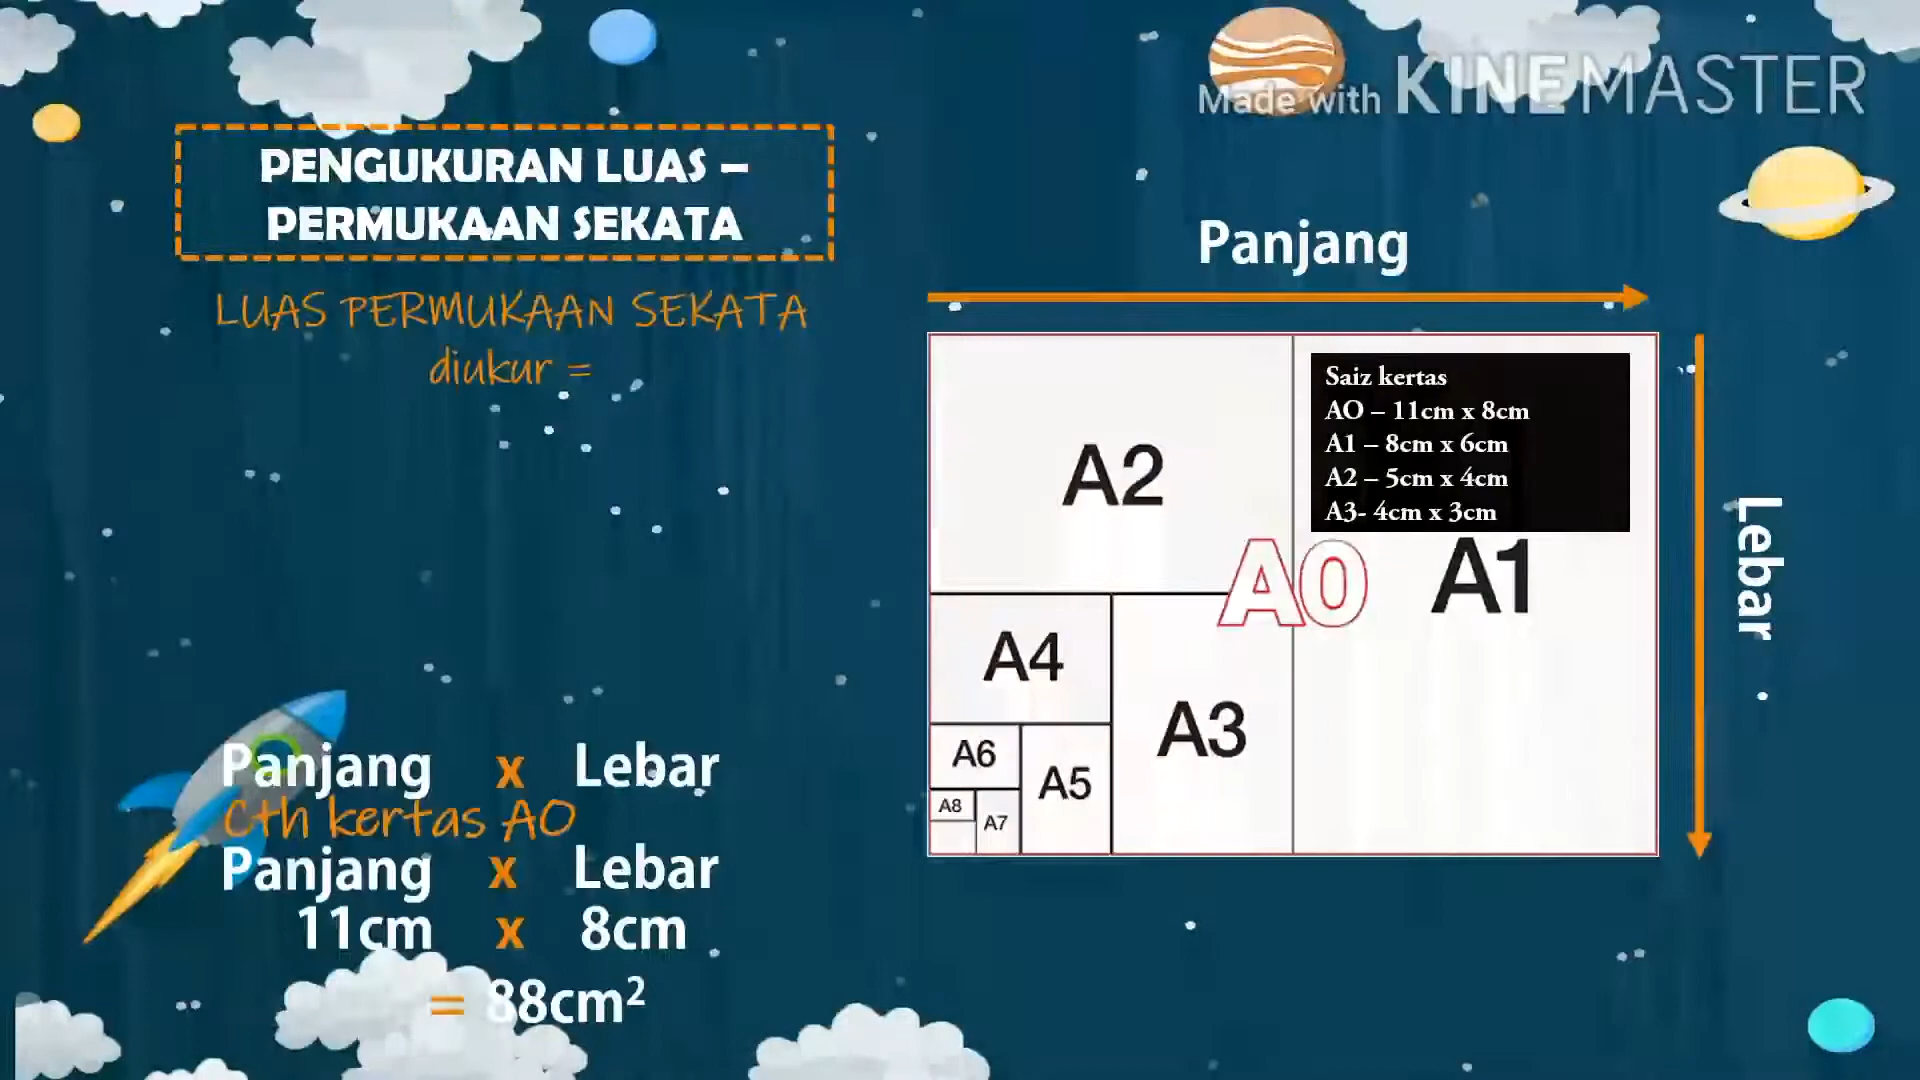 Made with KINEMASTER
PENGUKURAN LUAS –
PERMUKAAN SEKATA
LUAS PERMUKAAN SEKATA
diukur =
Panjang x Lebar
Cth kertas AO
Panjang x Lebar
11cm x 8cm
= 88cm²
Panjang
Saiz kertas
AO – 11cm x 8cm
A1 – 8cm x 6cm
A2 – 5cm x 4cm
A3- 4cm x 3cm
A2
A0
A1
A4
A3
A6
A5
A8
A7
Lebar